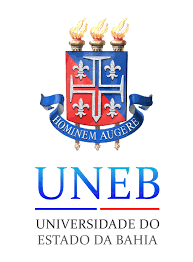 HOMINEM AUGERE
UNEB
UNIVERSIDADE DO
ESTADO DA BAHIA